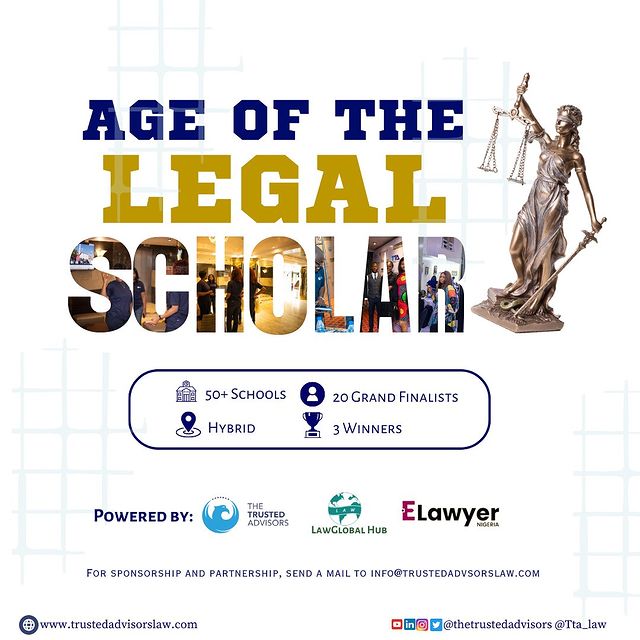 AGE OF THE
LEGAL
SCHOLAR
50+ SCHOOLS
20 GRAND FINALISTS
HYBRID
3 WINNERS
POWERED BY:
THE
TRUSTED
ADVISORS
LAW
LAWGLOBAL HUB
ELawyer
NIGERIA
FOR SPONSORSHIP AND PARTNERSHIP, SEND A MAIL TO INFO@TRUSTEDADVSORSLAW.COM
www.trustedadvisorslaw.com
@thetrustedadvisors @Tta_law